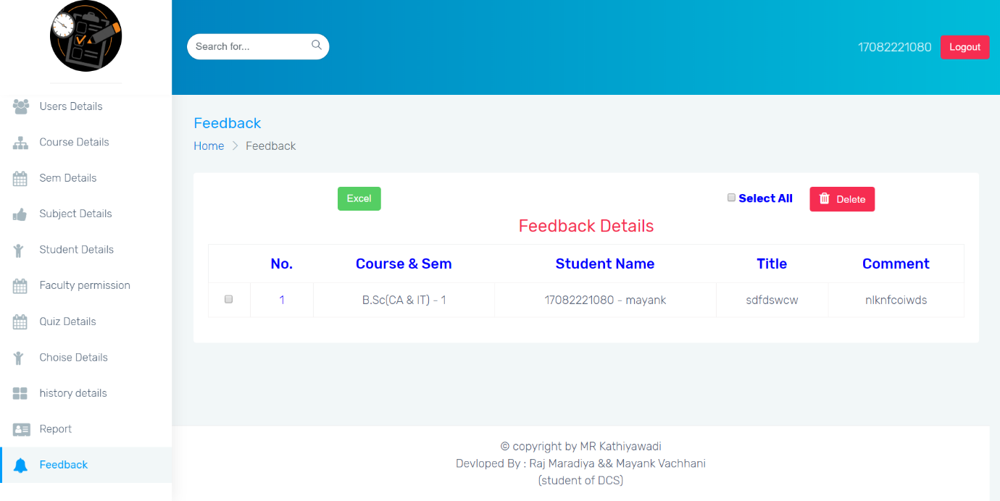 Search for...
17082221080
Logout
Users Details
Course Details
Sem Details
Subject Details
Student Details
Faculty permission
Quiz Details
Choise Details
history details
Report
Feedback
Feedback
Home > Feedback
Excel
Select All
Delete
Feedback Details
No. Course & Sem Student Name Title Comment
1 B.Sc(CA & IT) - 1 17082221080 - mayank sdfdswcw nlknfcoiwds
© copyright by MR Kathiyawadi
Devloped By : Raj Maradiya && Mayank Vachhani
(student of DCS)